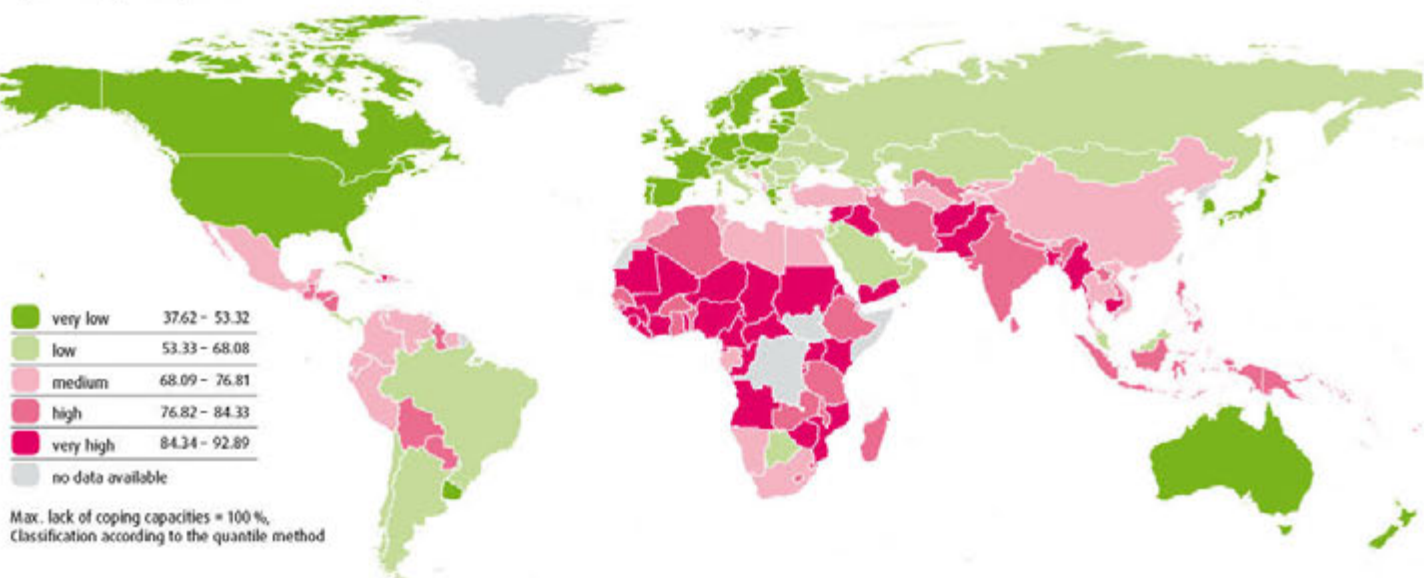 very low 37.62 – 53.32
low 53.33 – 68.08
medium 68.09 – 76.81
high 76.82 – 84.33
very high 84.34 – 92.89
no data available
Max. lack of coping capacities = 100 %,
Classification according to the quantile method